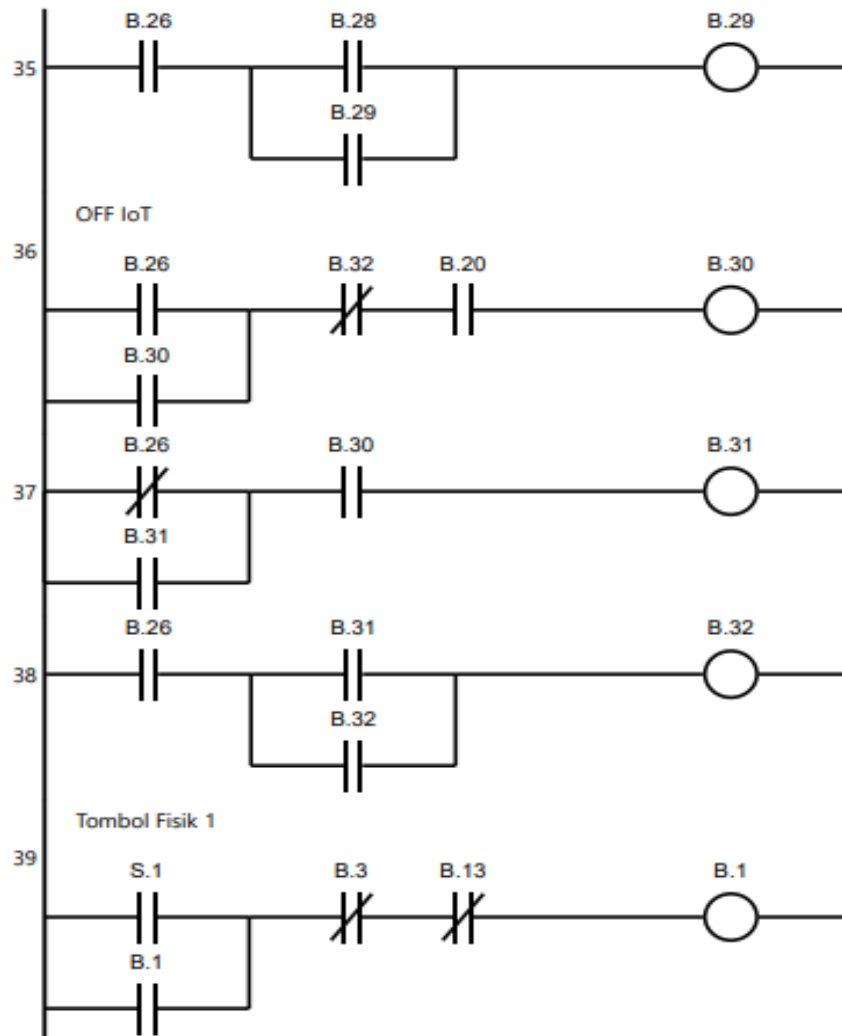 B.26 B.28 B.29
35
B.29
OFF IoT
36
B.26 B.32 B.20 B.30
B.30
B.26 B.30 B.31
37
B.31
B.26 B.31 B.32
38
B.32
Tombol Fisik 1
39
S.1 B.3 B.13 B.1
B.1